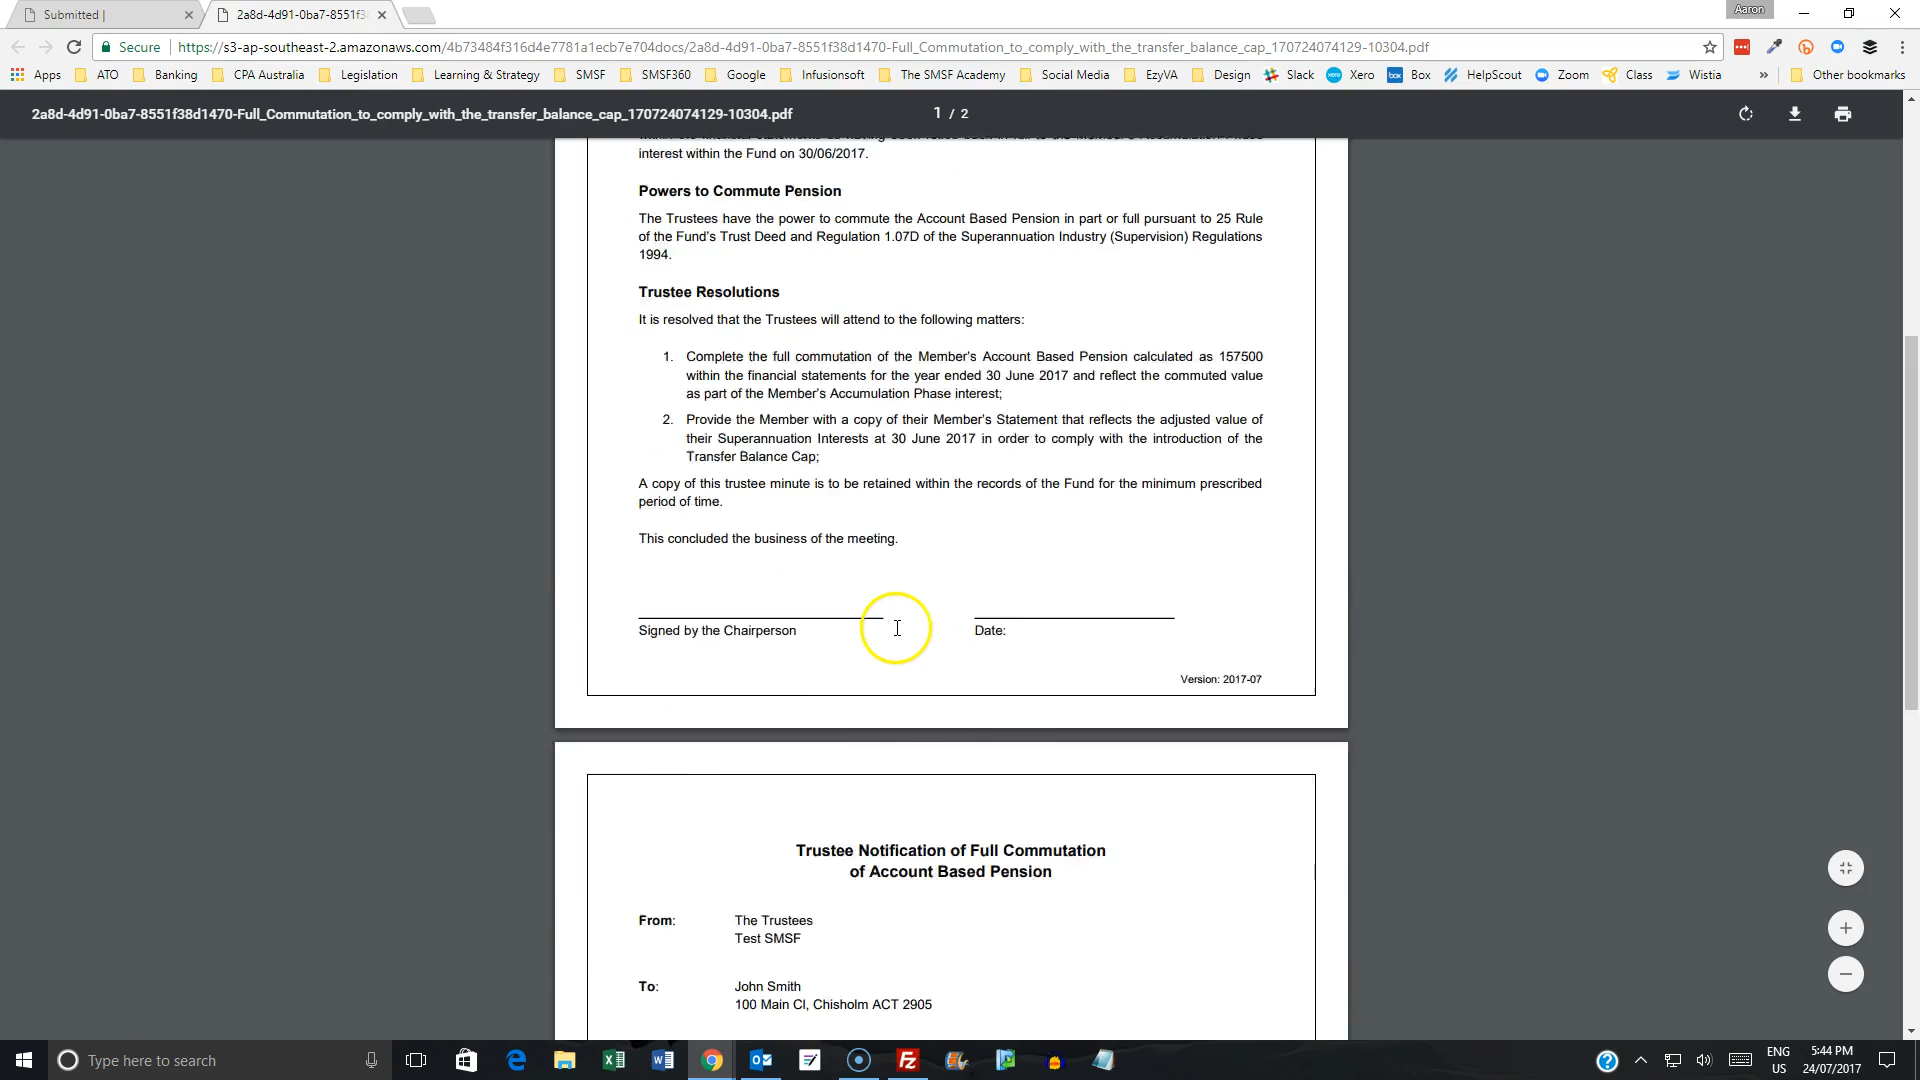 Submitted |
2a8d-4d91-0ba7-8551f3
Aaron
Secure
https://s3-ap-southeast-2.amazonaws.com/4b73484f316d4e7781a1ecb7e704docs/2a8d-4d91-0ba7-8551f38d1470-Full_Commutation_to_comply_with_the_transfer_balance_cap_170724074129-10304.pdf
Apps ATO Banking CPA Australia Legislation Learning & Strategy SMSF SMSF360 Google Infusionsoft The SMSF Academy Social Media EzyVA Design Slack Xero Box HelpScout Zoom Class Wistia » Other bookmarks
2a8d-4d91-0ba7-8551f38d1470-Full_Commutation_to_comply_with_the_transfer_balance_cap_170724074129-10304.pdf
1 / 2
interest within the Fund on 30/06/2017.
Powers to Commute Pension
The Trustees have the power to commute the Account Based Pension in part or full pursuant to 25 Rule
of the Fund's Trust Deed and Regulation 1.07D of the Superannuation Industry (Supervision) Regulations
1994.
Trustee Resolutions
It is resolved that the Trustees will attend to the following matters:
1. Complete the full commutation of the Member's Account Based Pension calculated as 157500
within the financial statements for the year ended 30 June 2017 and reflect the commuted value
as part of the Member's Accumulation Phase interest;
2. Provide the Member with a copy of their Member's Statement that reflects the adjusted value of
their Superannuation Interests at 30 June 2017 in order to comply with the introduction of the
Transfer Balance Cap;
A copy of this trustee minute is to be retained within the records of the Fund for the minimum prescribed
period of time.
This concluded the business of the meeting.
Signed by the Chairperson
Date:
Version: 2017-07
Trustee Notification of Full Commutation
of Account Based Pension
From: The Trustees
Test SMSF
To: John Smith
100 Main Cl, Chisholm ACT 2905
Type here to search
ENG
US
5:44 PM
24/07/2017